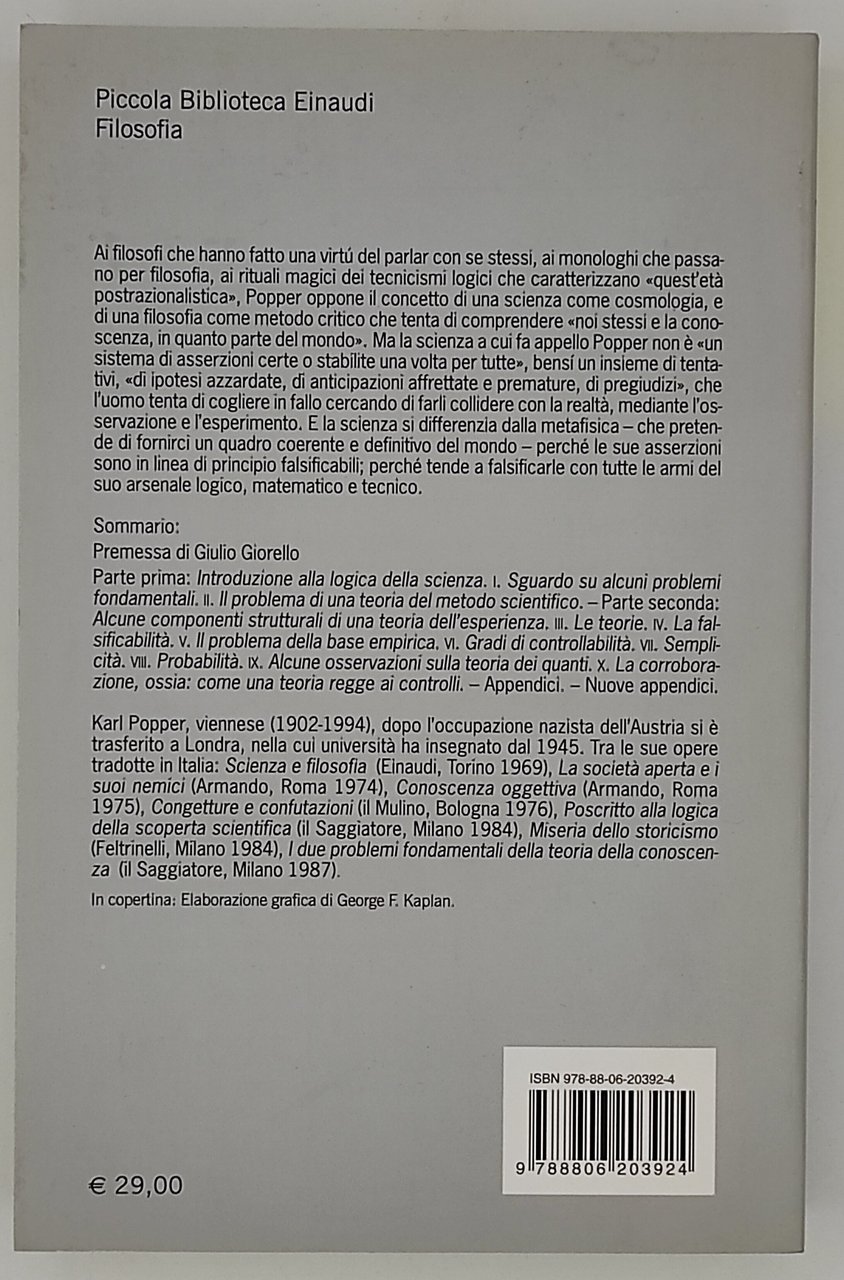 Piccola Biblioteca Einaudi
Filosofia
Ai filosofi che hanno fatto una virtú del parlar con se stessi, ai monologhi che passa-
no per filosofia, ai rituali magici dei tecnicismi logici che caratterizzano «quest'età
postrazionalistica», Popper oppone il concetto di una scienza come cosmologia, e
di una filosofia come metodo critico che tenta di comprendere «noi stessi e la cono-
scenza, in quanto parte del mondo». Ma la scienza a cui fa appello Popper non è «un
sistema di asserzioni certe o stabilite una volta per tutte», bensí un insieme di tenta-
tivi, «di ipotesi azzardate, di anticipazioni affrettate e premature, di pregiudizi», che
l'uomo tenta di cogliere in fallo cercando di farli collidere con la realtà, mediante l'os-
servazione e l'esperimento. E la scienza si differenzia dalla metafisica – che preten-
de di fornirci un quadro coerente e definitivo del mondo – perché le sue asserzioni
sono in linea di principio falsificabili; perché tende a falsificarle con tutte le armi del
suo arsenale logico, matematico e tecnico.
Sommario:
Premessa di Giulio Giorello
Parte prima: Introduzione alla logica della scienza. I. Sguardo su alcuni problemi
fondamentali. II. Il problema di una teoria del metodo scientifico. – Parte seconda:
Alcune componenti strutturali di una teoria dell'esperienza. III. Le teorie. IV. La fal-
sificabilità. V. Il problema della base empirica. VI. Gradi di controllabilità. VII. Sempli-
cità. VIII. Probabilità. IX. Alcune osservazioni sulla teoria dei quanti. X. La corrobora-
zione, ossia: come una teoria regge ai controlli. – Appendici. – Nuove appendici.
Karl Popper, viennese (1902-1994), dopo l'occupazione nazista dell'Austria si è
trasferito a Londra, nella cui università ha insegnato dal 1945. Tra le sue opere
tradotte in Italia: Scienza e filosofia (Einaudi, Torino 1969), La società aperta e i
suoi nemici (Armando, Roma 1974), Conoscenza oggettiva (Armando, Roma
1975), Congetture e confutazioni (il Mulino, Bologna 1976), Poscritto alla logica
della scoperta scientifica (il Saggiatore, Milano 1984), Miseria dello storicismo
(Feltrinelli, Milano 1984), I due problemi fondamentali della teoria della conoscen-
za (il Saggiatore, Milano 1987).
In copertina: Elaborazione grafica di George F. Kaplan.
ISBN 978-88-06-20392-4
9 788806 203924
€ 29,00